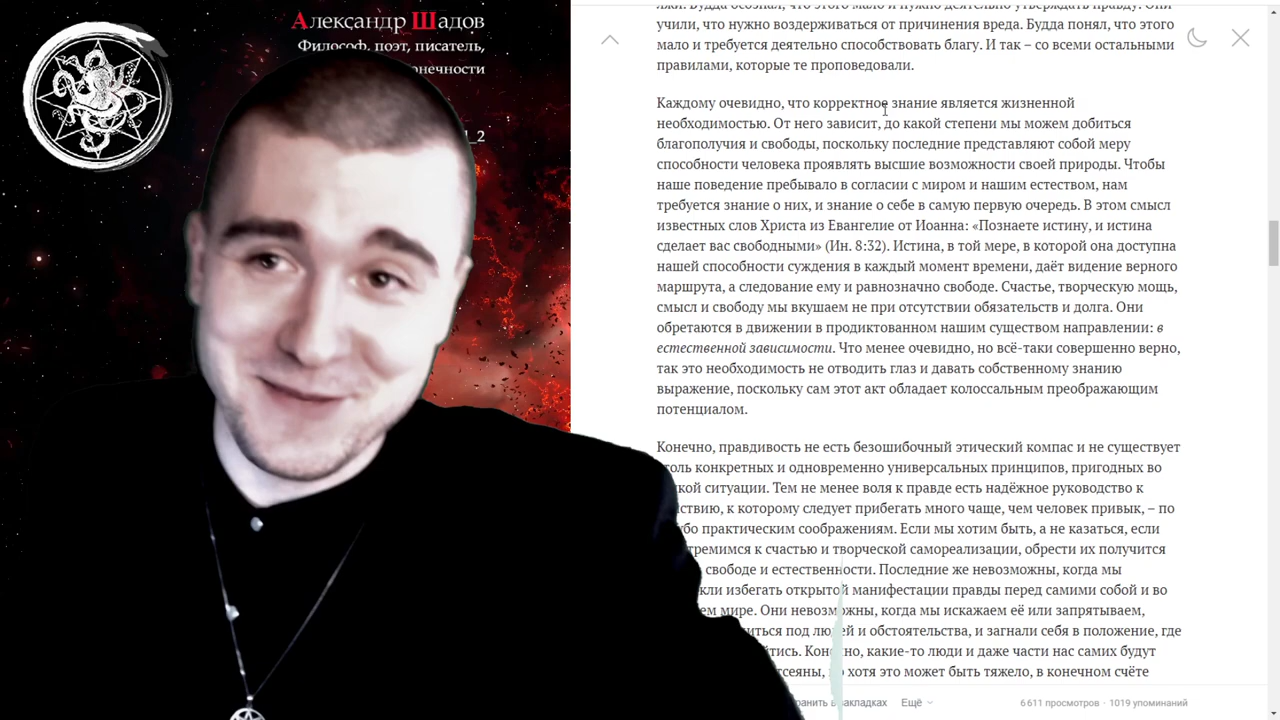 Александр Шадов
Философ, поэт, писатель,
конечности
_2
лжи. Будда осознал, что этого мало и нужно деятельно утверждать правду. Они
учили, что нужно воздерживаться от причинения вреда. Будда понял, что этого
мало и требуется деятельно способствовать благу. И так – со всеми остальными
правилами, которые те проповедовали.
Каждому очевидно, что корректное знание является жизненной
необходимостью. От него зависит, до какой степени мы можем добиться
благополучия и свободы, поскольку последние представляют собой меру
способности человека проявлять высшие возможности своей природы. Чтобы
наше поведение пребывало в согласии с миром и нашим естеством, нам
требуется знание о них, и знание о себе в самую первую очередь. В этом смысл
известных слов Христа из Евангелие от Иоанна: «Познаете истину, и истина
сделает вас свободными» (Ин. 8:32). Истина, в той мере, в которой она доступна
нашей способности суждения в каждый момент времени, даёт видение верного
маршрута, а следование ему и равнозначно свободе. Счастье, творческую мощь,
смысл и свободу мы вкушаем не при отсутствии обязательств и долга. Они
обретаются в движении в продиктованном нашим существом направлении: в
естественной зависимости. Что менее очевидно, но всё-таки совершенно верно,
так это необходимость не отводить глаз и давать собственному знанию
выражение, поскольку сам этот акт обладает колоссальным преображающим
потенциалом.
Конечно, правдивость не есть безошибочный этический компас и не существует
столь конкретных и одновременно универсальных принципов, пригодных во
всякой ситуации. Тем не менее воля к правде есть надёжное руководство к
действию, к которому следует прибегать много чаще, чем человек привык, – по
сугубо практическим соображениям. Если мы хотим быть, а не казаться, если
стремимся к счастью и творческой самореализации, обрести их получится
свободе и естественности. Последние же невозможны, когда мы
избегать открытой манифестации правды перед самими собой и во
всем мире. Они невозможны, когда мы искажаем её или запрятываем,
под людей и обстоятельства, и загнали себя в положение, где
Конечно, какие-то люди и даже части нас самих будут
отсеяны, но хотя это может быть тяжело, в конечном счёте
Сохранить в закладках Ещё 6 611 просмотров · 1019 упоминаний